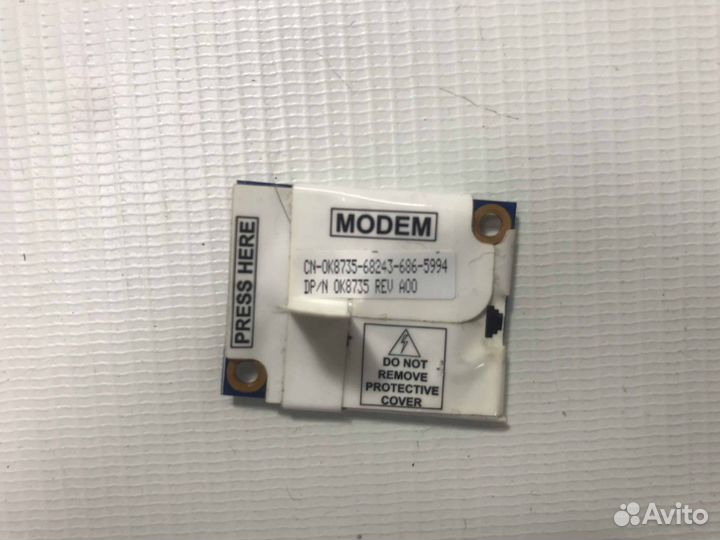 PRESS HERE
MODEM
CN-0K8735-68243-686-5994
DP/N 0K8735 REV A00
DO NOT
REMOVE
PROTECTIVE
COVER
Avito